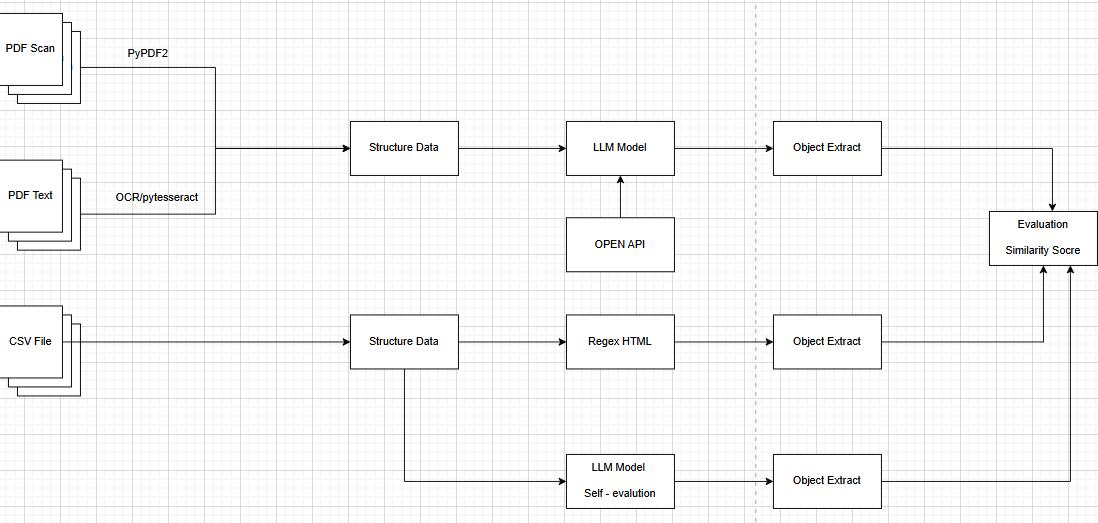 PDF Scan
PyPDF2
PDF Text
OCR/pytesseract
Structure Data
LLM Model
Object Extract
OPEN API
Evaluation
Similarity Socre
CSV File
Structure Data
Regex HTML
Object Extract
LLM Model
Self - evalution
Object Extract